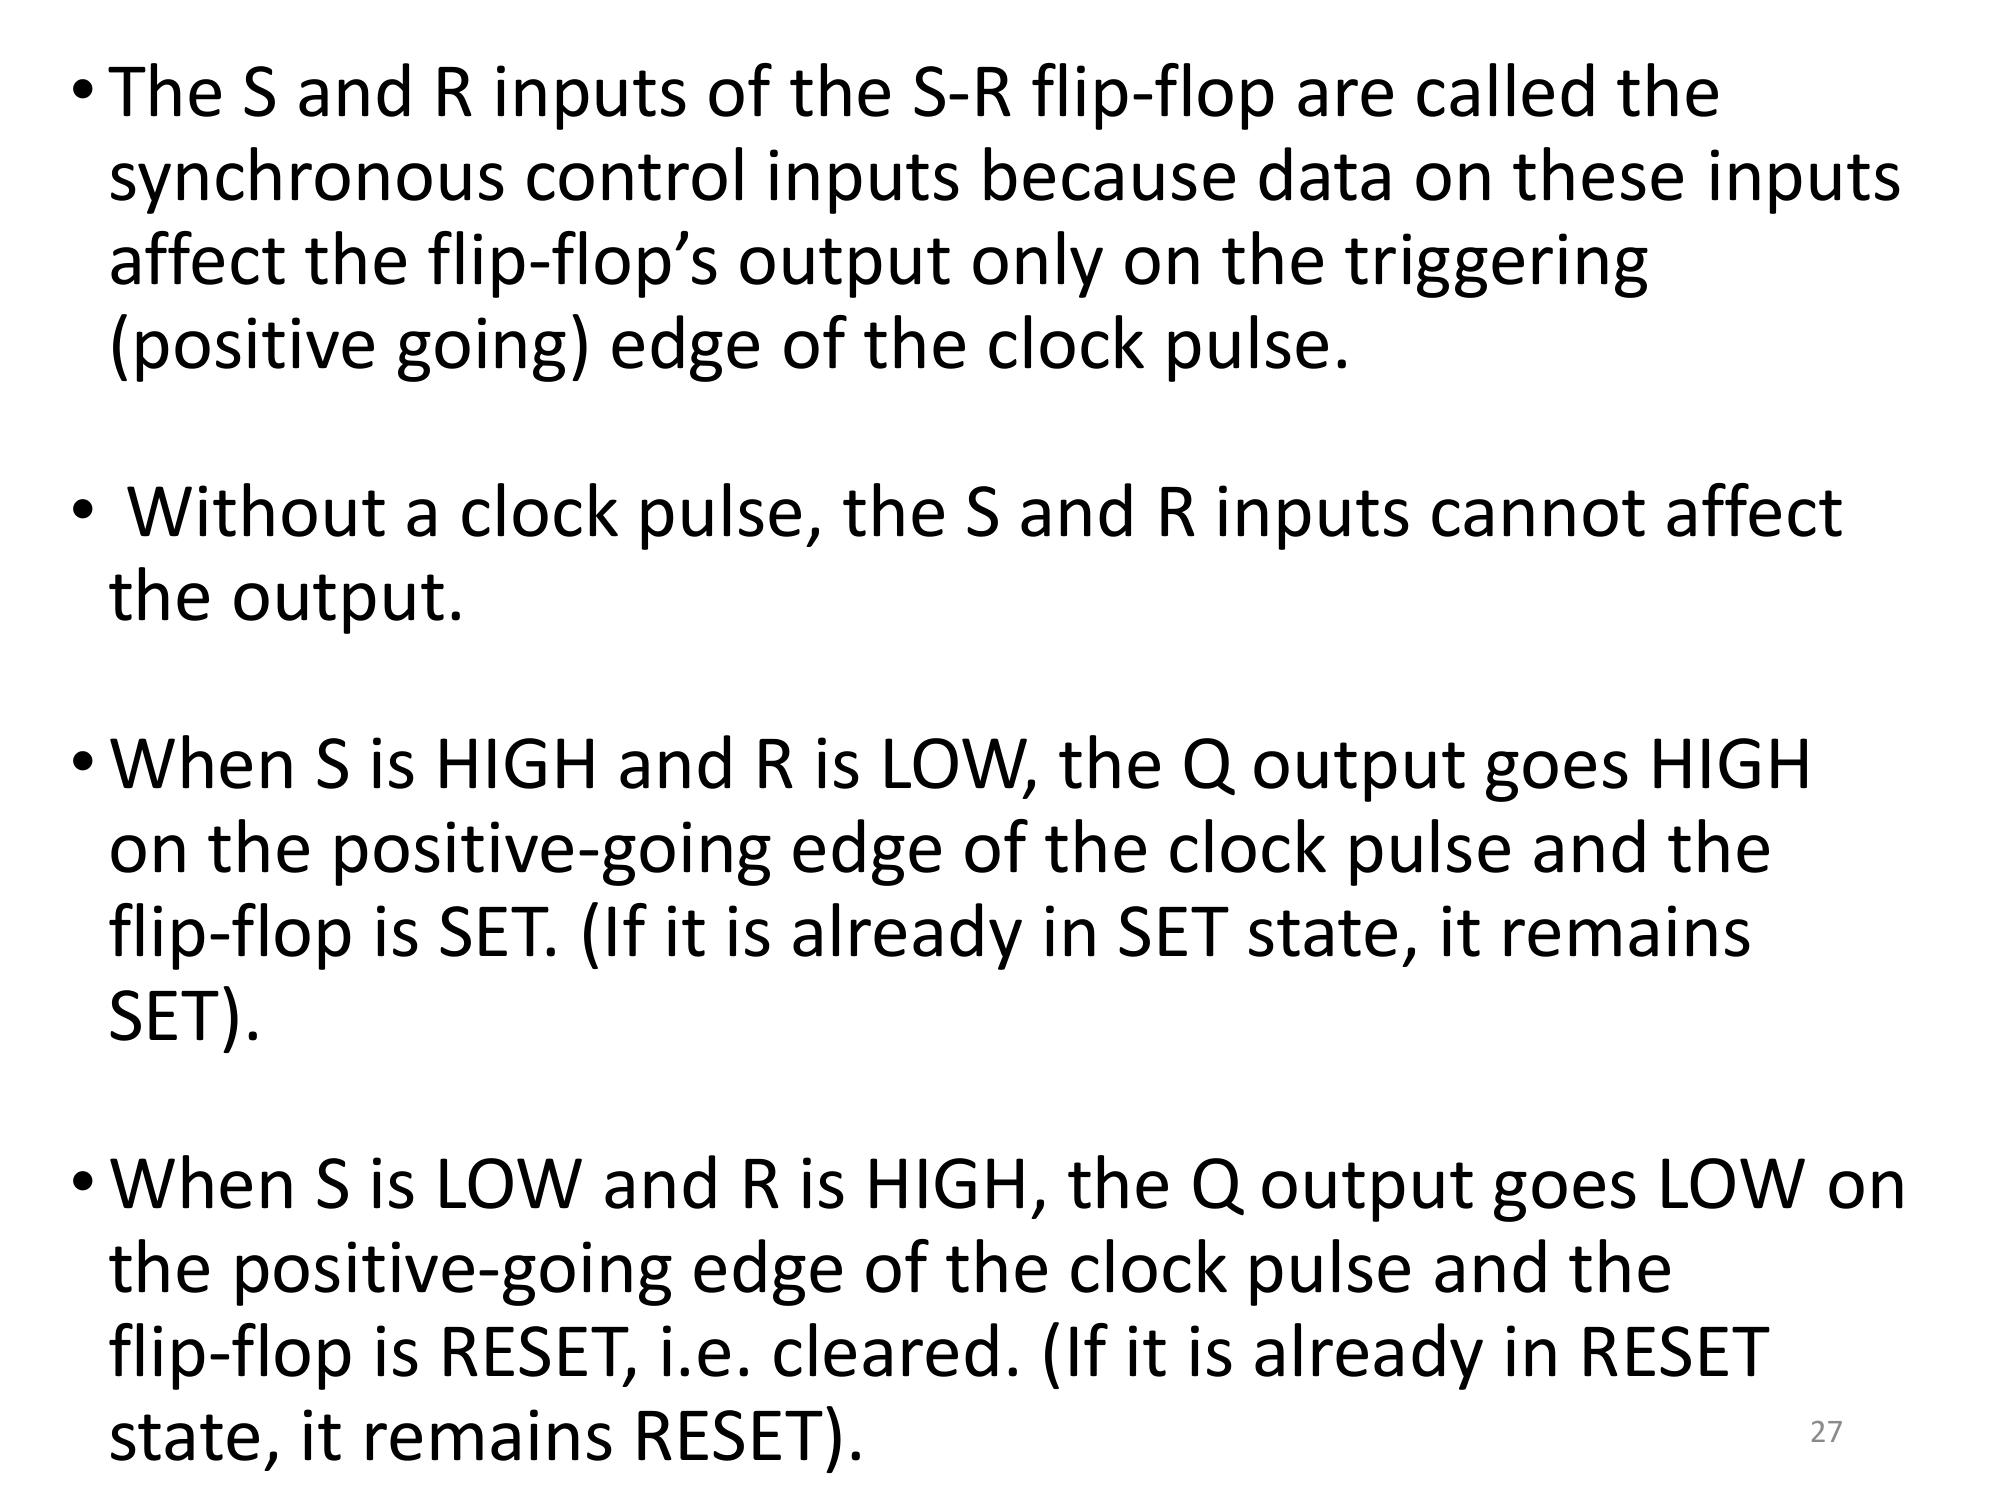 • The S and R inputs of the S-R flip-flop are called the
synchronous control inputs because data on these inputs
affect the flip-flop’s output only on the triggering
(positive going) edge of the clock pulse.
• Without a clock pulse, the S and R inputs cannot affect
the output.
• When S is HIGH and R is LOW, the Q output goes HIGH
on the positive-going edge of the clock pulse and the
flip-flop is SET. (If it is already in SET state, it remains
SET).
• When S is LOW and R is HIGH, the Q output goes LOW on
the positive-going edge of the clock pulse and the
flip-flop is RESET, i.e. cleared. (If it is already in RESET
state, it remains RESET).
27